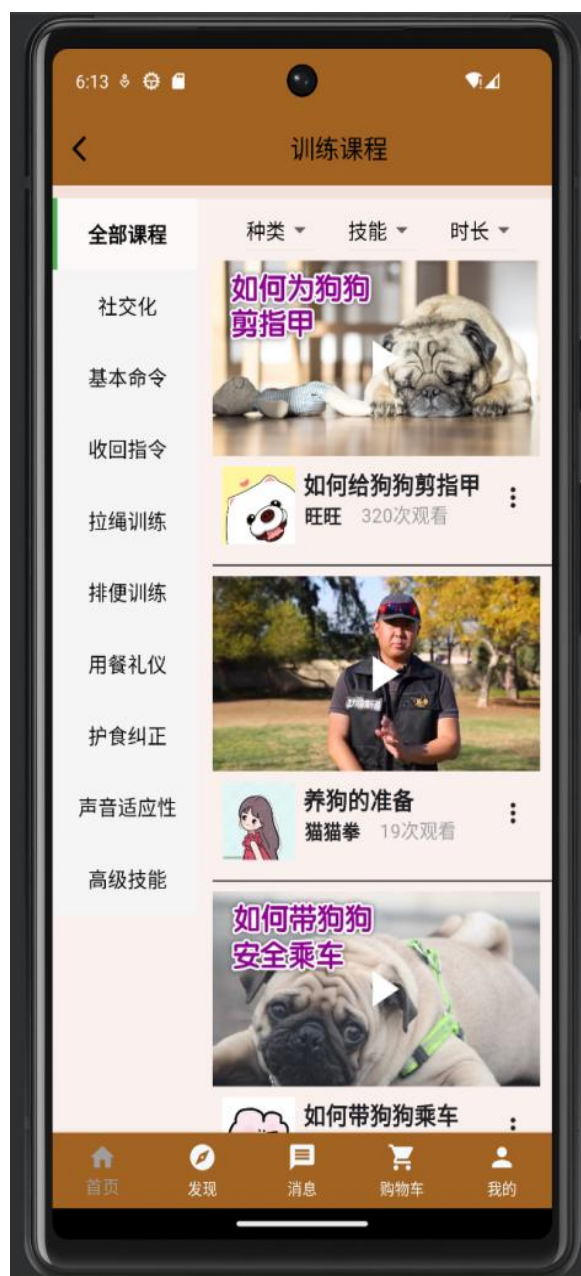 6:13
训练课程
全部课程
社交化
基本命令
收回指令
拉绳训练
排便训练
用餐礼仪
护食纠正
声音适应性
高级技能
种类 技能 时长
如何为狗狗
剪指甲
如何给狗狗剪指甲
旺旺 320次观看
养狗的准备
猫猫拳 19次观看
如何带狗狗
安全乘车
如何带狗狗乘车
首页 发现 消息 购物车 我的